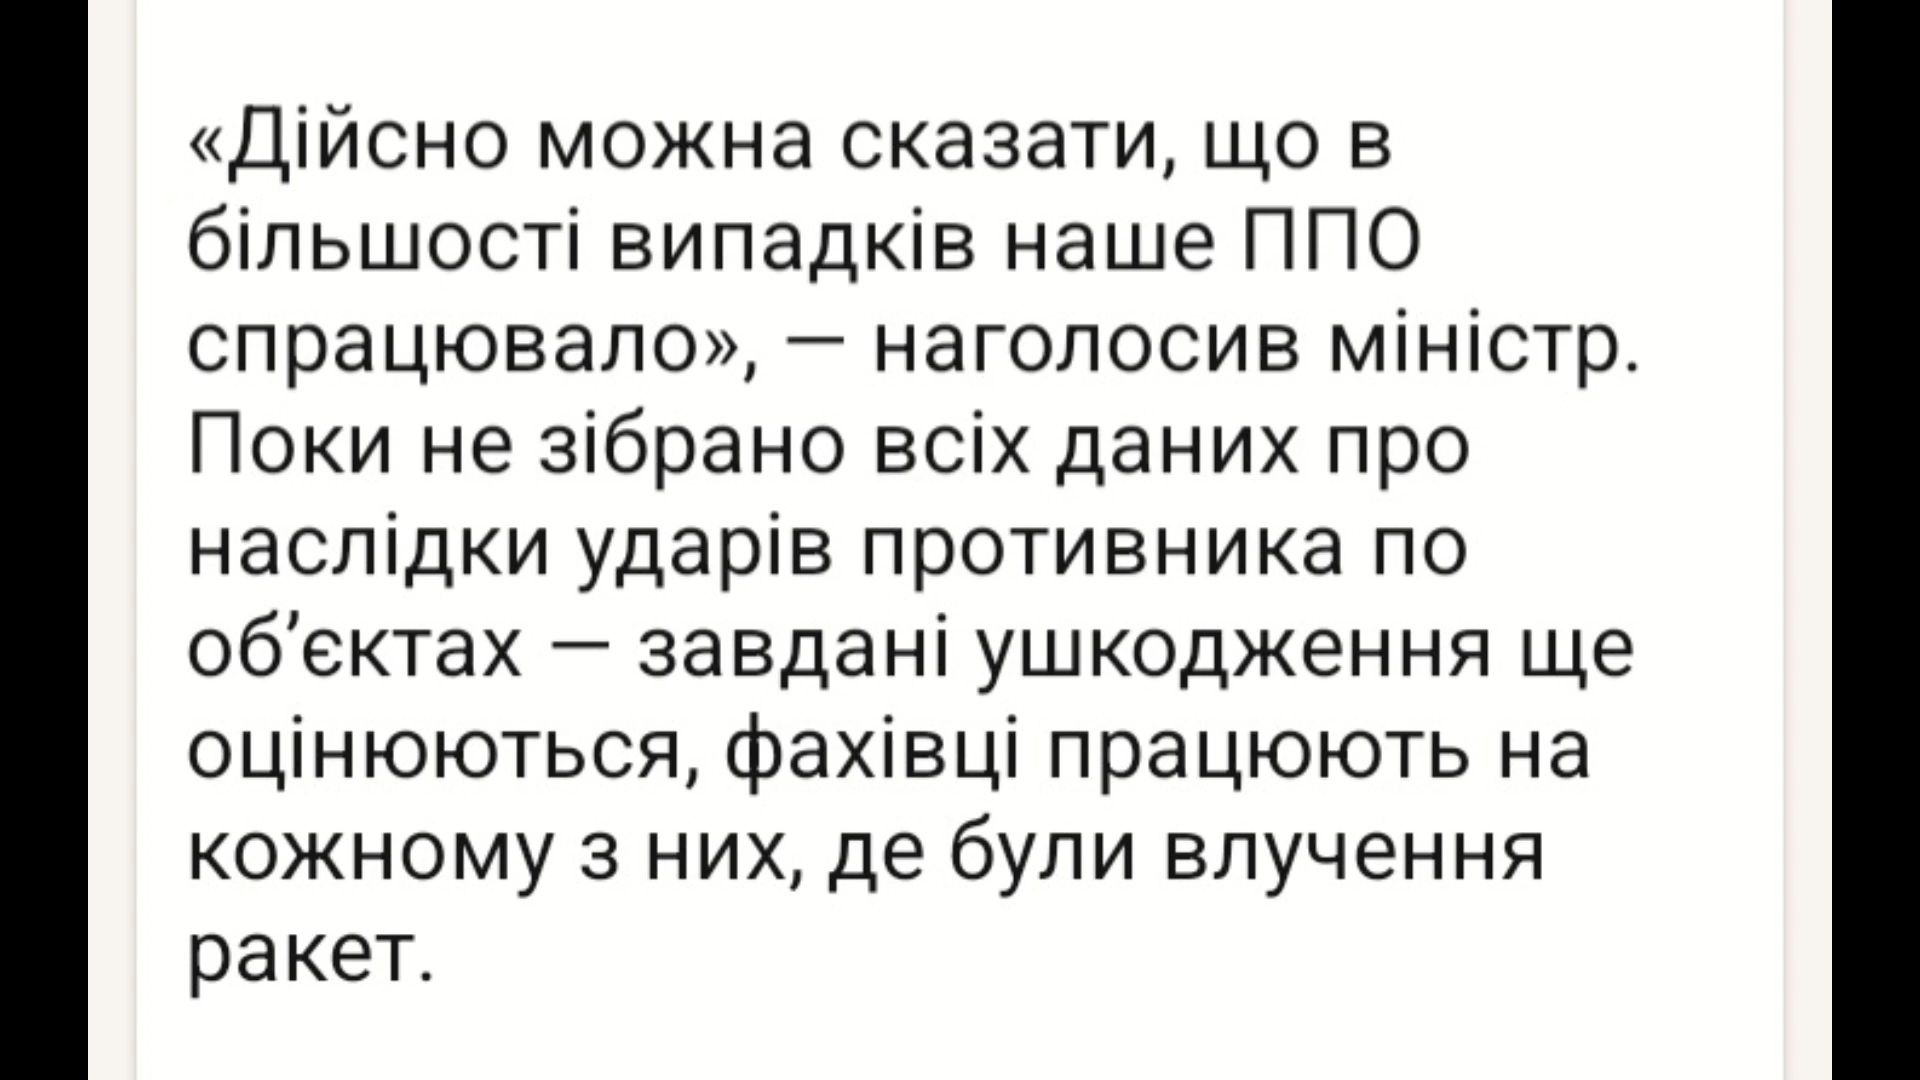 «Дійсно можна сказати, що в
більшості випадків наше ППО
спрацювало», — наголосив міністр.
Поки не зібрано всіх даних про
наслідки ударів противника по
об’єктах — завдані ушкодження ще
оцінюються, фахівці працюють на
кожному з них, де були влучення
ракет.